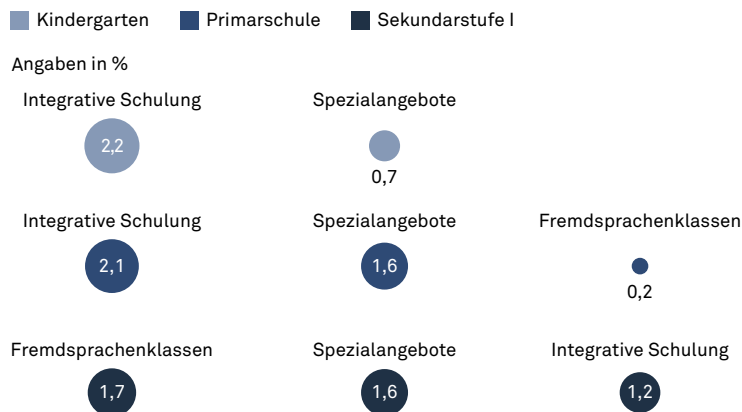 Kindergarten Primarschule Sekundarstufe I
Angaben in %
Integrative Schulung Spezialangebote
2,2
0,7
Integrative Schulung Spezialangebote Fremdsprachenklassen
2,1 1,6
0,2
Fremdsprachenklassen Spezialangebote Integrative Schulung
1,7 1,6 1,2